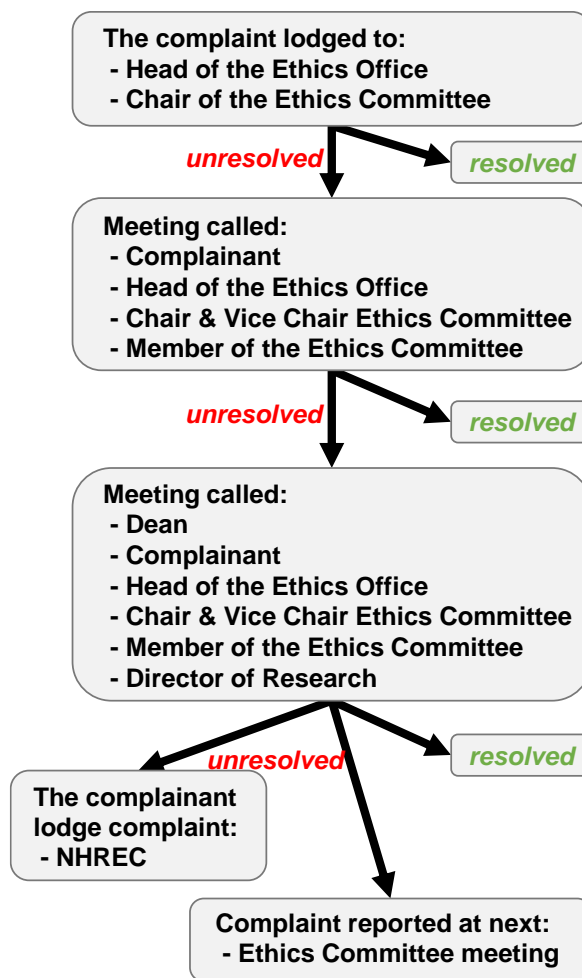 The complaint lodged to:
- Head of the Ethics Office
- Chair of the Ethics Committee
unresolved
resolved
Meeting called:
- Complainant
- Head of the Ethics Office
- Chair & Vice Chair Ethics Committee
- Member of the Ethics Committee
unresolved
resolved
Meeting called:
- Dean
- Complainant
- Head of the Ethics Office
- Chair & Vice Chair Ethics Committee
- Member of the Ethics Committee
- Director of Research
unresolved
resolved
The complainant
lodge complaint:
- NHREC
Complaint reported at next:
- Ethics Committee meeting